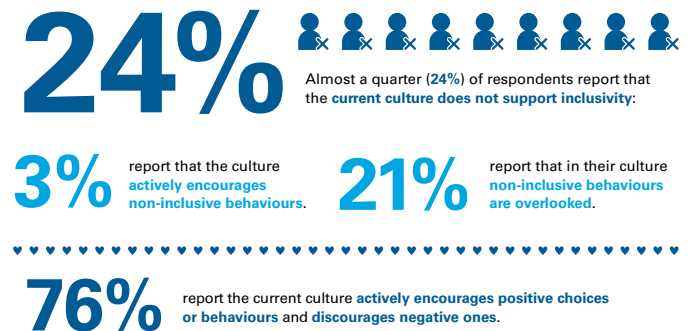 24%
Almost a quarter (24%) of respondents report that
the current culture does not support inclusivity:
3%
report that the culture
actively encourages
non-inclusive behaviours.
21%
report that in their culture
non-inclusive behaviours
are overlooked.
76%
report the current culture actively encourages positive choices
or behaviours and discourages negative ones.